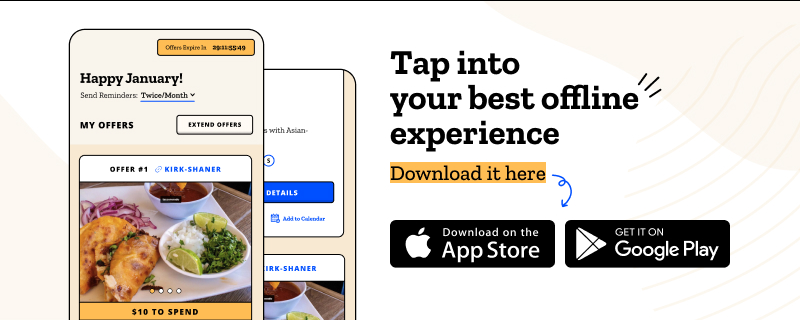 Offers Expire In 29:11:55:49
Happy January!
Send Reminders: Twice/Month
MY OFFERS
EXTEND OFFERS
OFFER #1 KIRK-SHANER
$10 TO SPEND
s with Asian-
S
DETAILS
Add to Calendar
KIRK-SHANER
Tap into
your best offline
experience
Download it here
Download on the
App Store
GET IT ON
Google Play